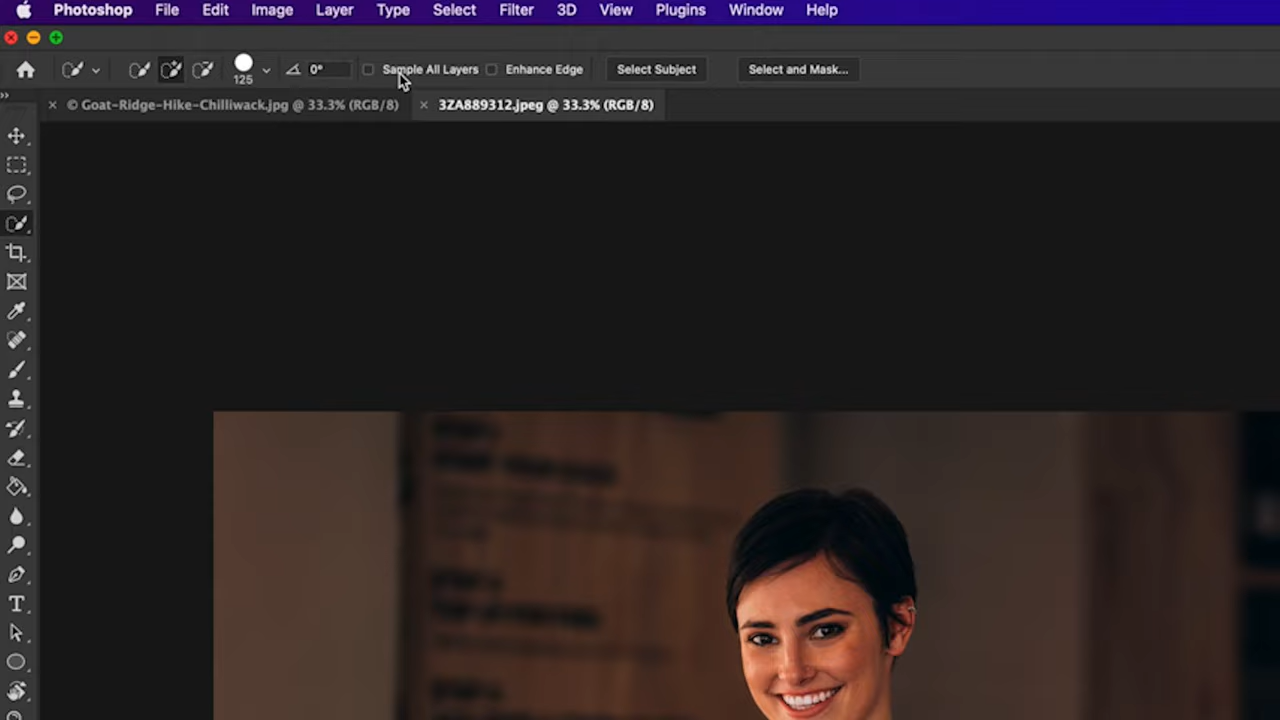 Photoshop File Edit Image Layer Type Select Filter 3D View Plugins Window Help
125 0° Sample All Layers Enhance Edge Select Subject Select and Mask...
© Goat-Ridge-Hike-Chilliwack.jpg @ 33.3% (RGB/8) 3ZA889312.jpeg @ 33.3% (RGB/8)